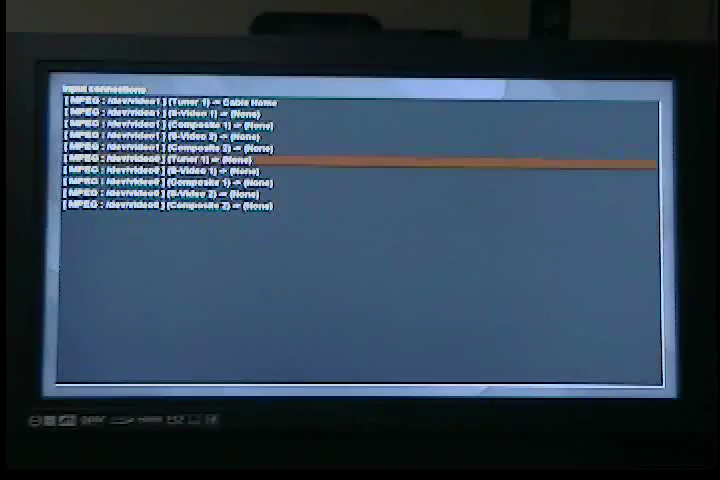 Input connections
[ MPEG : /dev/video1 ] (Tuner 1) -> Cable Home
[ MPEG : /dev/video1 ] (S-Video 1) -> (None)
[ MPEG : /dev/video1 ] (Composite 1) -> (None)
[ MPEG : /dev/video1 ] (S-Video 2) -> (None)
[ MPEG : /dev/video1 ] (Composite 2) -> (None)
[ MPEG : /dev/video0 ] (Tuner 1) -> (None)
[ MPEG : /dev/video0 ] (S-Video 1) -> (None)
[ MPEG : /dev/video0 ] (Composite 1) -> (None)
[ MPEG : /dev/video0 ] (S-Video 2) -> (None)
[ MPEG : /dev/video0 ] (Composite 2) -> (None)